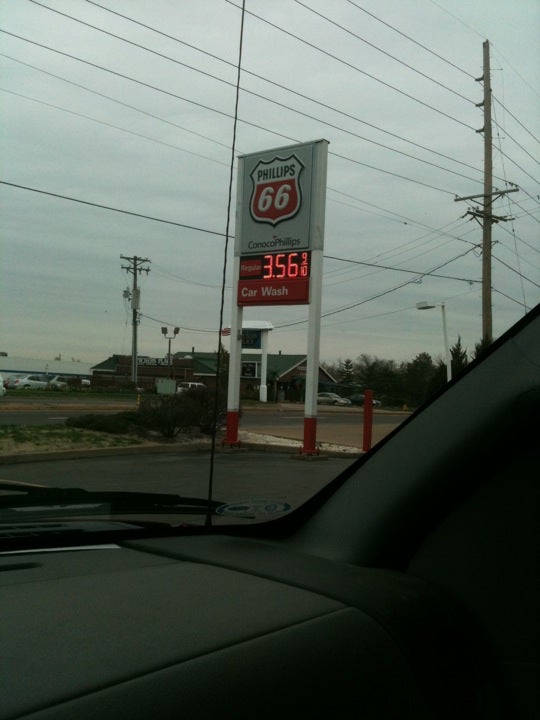 PHILLIPS
66
ConocoPhillips
Regular 3.56 9/10
Car Wash